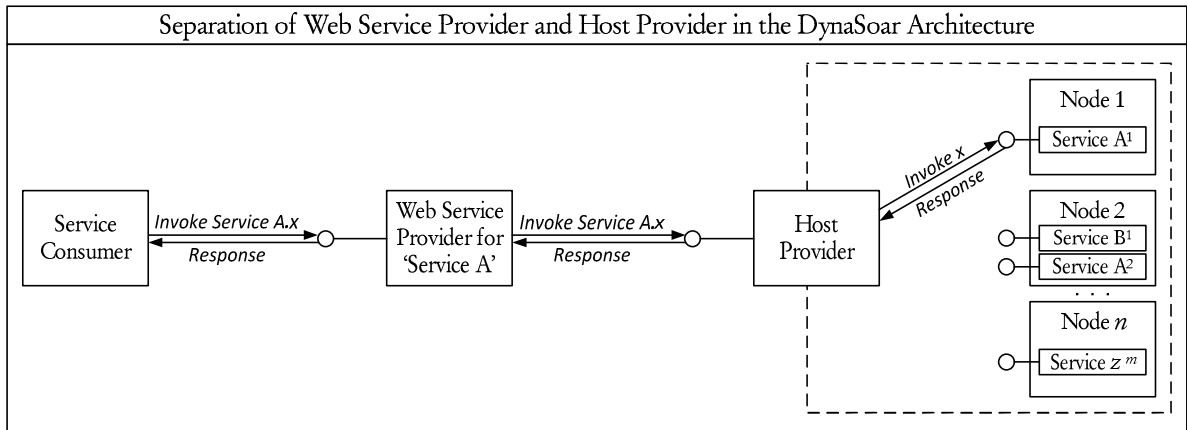 Separation of Web Service Provider and Host Provider in the DynaSoar Architecture
Service
Consumer
Invoke Service A.x
Response
Web Service
Provider for
‘Service A’
Invoke Service A.x
Response
Host
Provider
Invoke x
Response
Node 1
Service A¹
Node 2
Service B¹
Service A²
. . .
Node n
Service z ᵐ